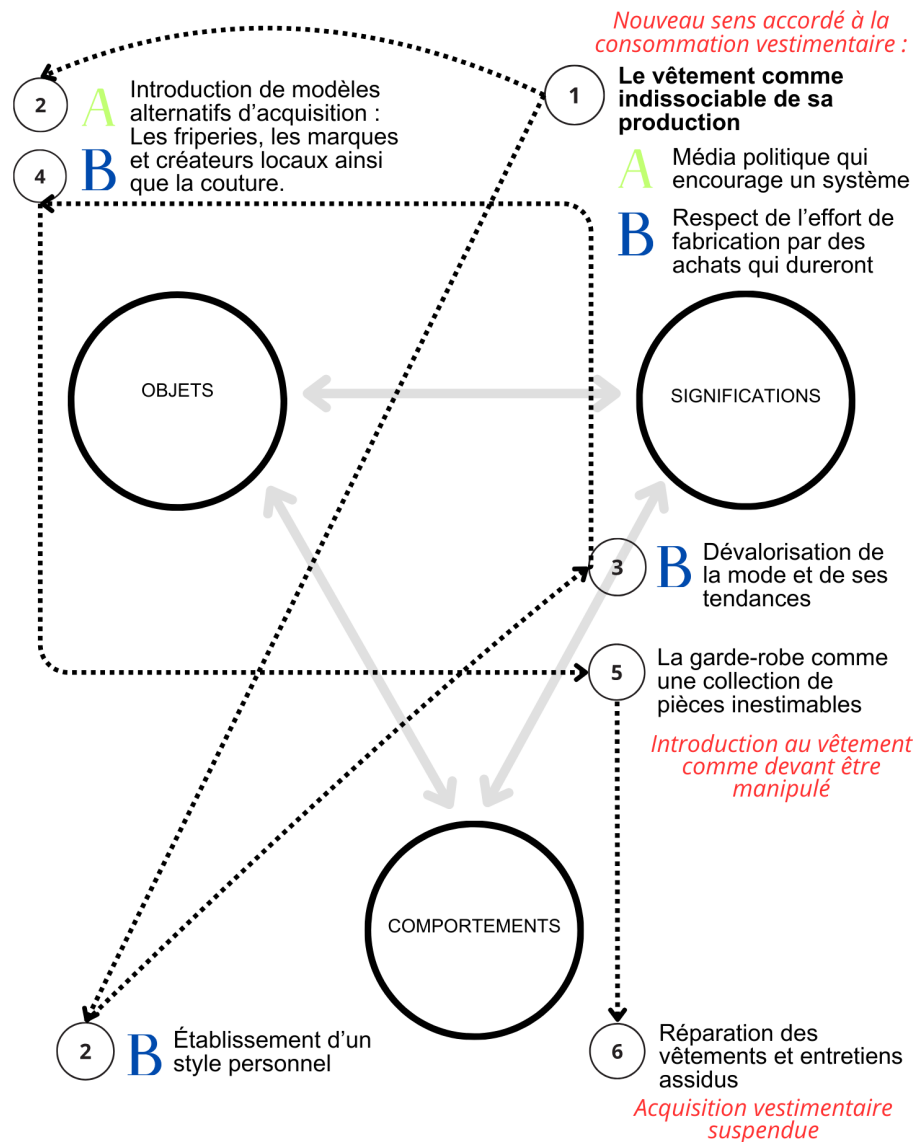 Nouveau sens accordé à la
consommation vestimentaire :
1
Le vêtement comme
indissociable de sa
production
A
Média politique qui
encourage un système
B
Respect de l'effort de
fabrication par des
achats qui dureront
2
A
4
B
Introduction de modèles
alternatifs d'acquisition :
Les friperies, les marques
et créateurs locaux ainsi
que la couture.
OBJETS
SIGNIFICATIONS
3
B
Dévalorisation de
la mode et de ses
tendances
5
La garde-robe comme
une collection de
pièces inestimables
Introduction au vêtement
comme devant être
manipulé
COMPORTEMENTS
2
B
Établissement d'un
style personnel
6
Réparation des
vêtements et entretiens
assidus
Acquisition vestimentaire
suspendue